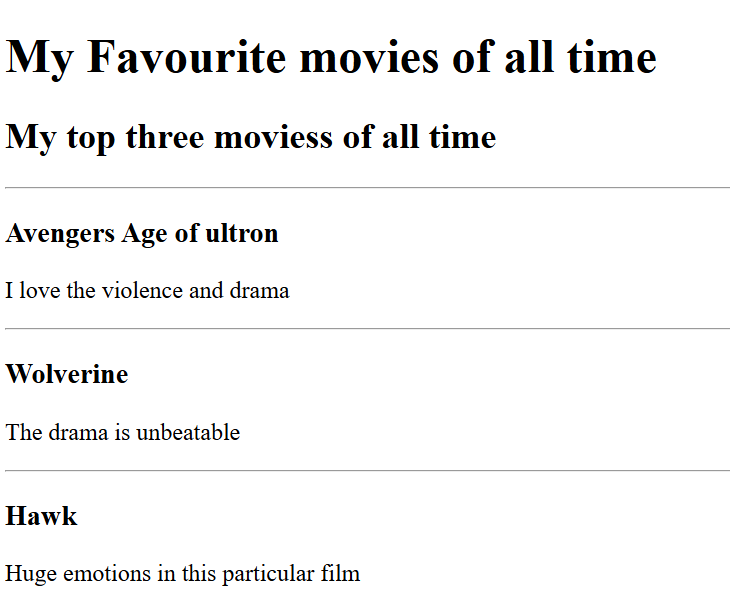 My Favourite movies of all time
My top three moviess of all time
Avengers Age of ultron
I love the violence and drama
Wolverine
The drama is unbeatable
Hawk
Huge emotions in this particular film